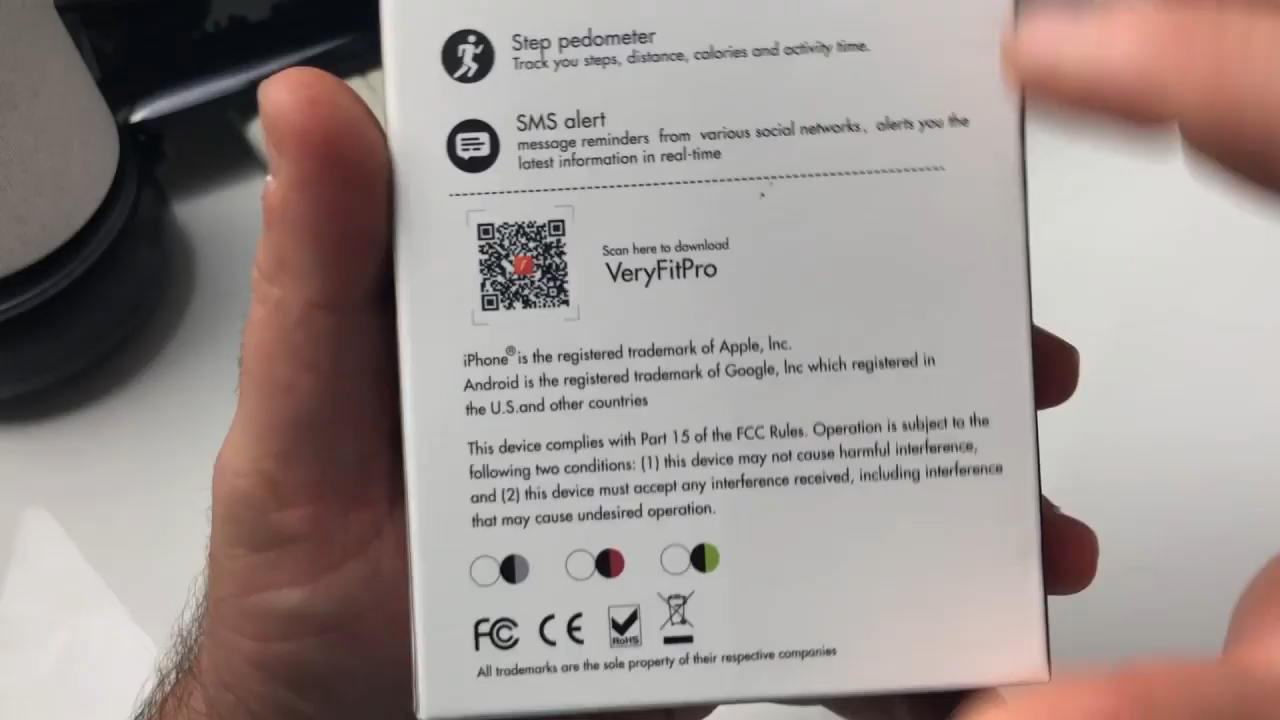 Step pedometer
Track you steps, distance, calories and activity time.
SMS alert
message reminders from various social networks, alerts you the
latest information in real-time
Scan here to download
VeryFitPro
iPhone® is the registered trademark of Apple, Inc.
Android is the registered trademark of Google, Inc which registered in
the U.S.and other countries
This device complies with Part 15 of the FCC Rules. Operation is subject to the
following two conditions: (1) this device may not cause harmful interference,
and (2) this device must accept any interference received, including interference
that may cause undesired operation.
FC CE RoHS
All trademarks are the sole property of their respective companies